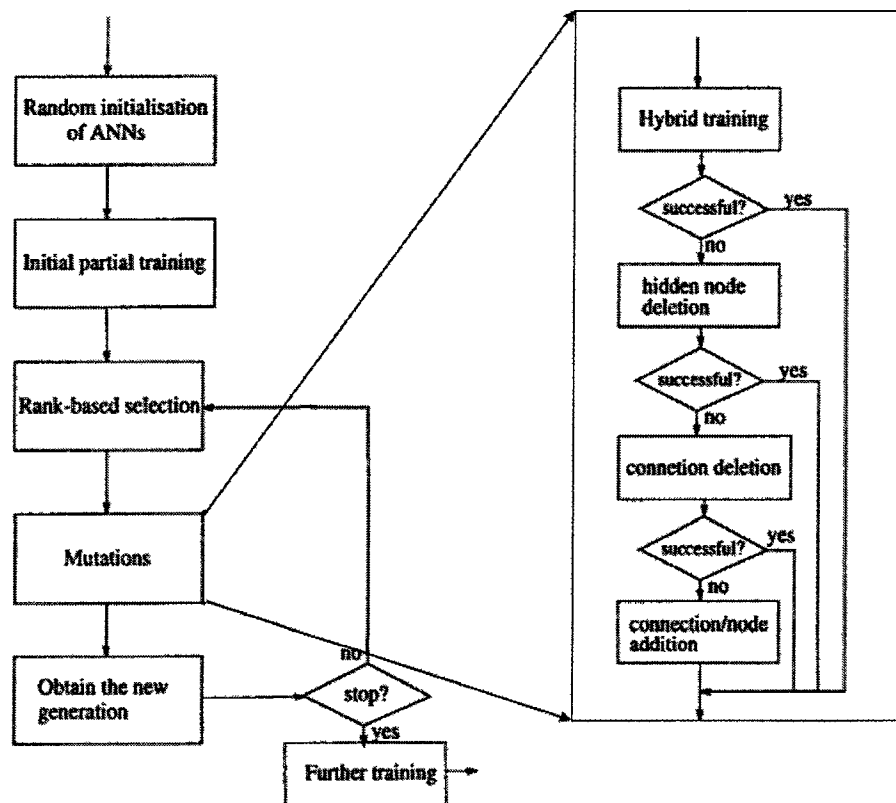 Random initialisation
of ANNs
Initial partial training
Rank-based selection
Mutations
Obtain the new
generation
no
stop?
yes
Further training
Hybrid training
successful?
yes
no
hidden node
deletion
successful?
yes
no
connetion deletion
successful?
yes
no
connection/node
addition